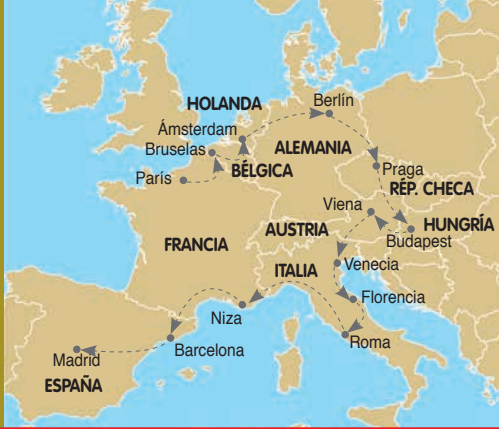 HOLANDA
Berlín
Ámsterdam
Bruselas
ALEMANIA
BÉLGICA
París
Praga
RÉP. CHECA
Viena
HUNGRÍA
AUSTRIA
Budapest
FRANCIA
ITALIA
Venecia
Florencia
Niza
Roma
Barcelona
Madrid
ESPAÑA